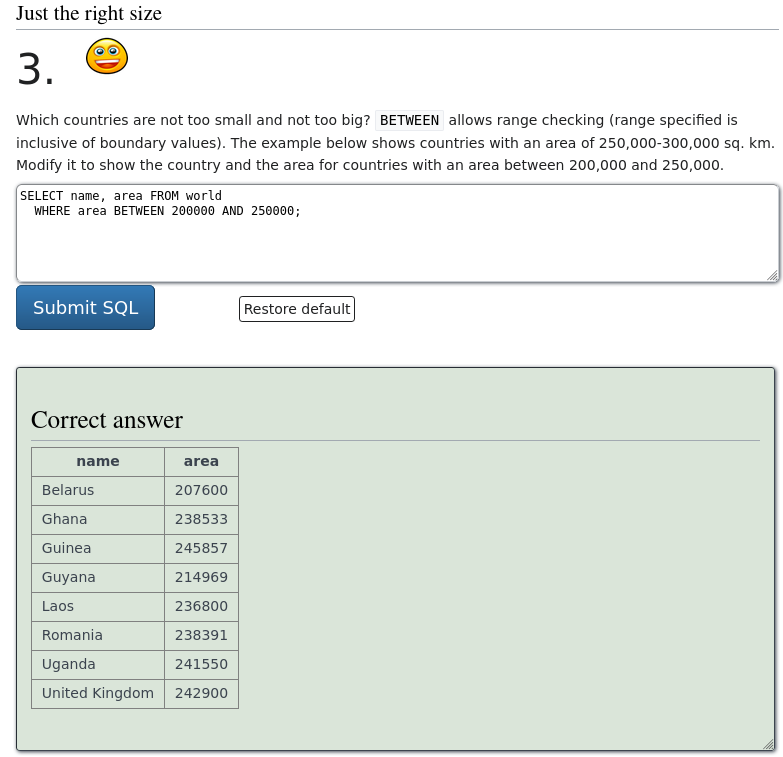 Just the right size
3.
Which countries are not too small and not too big? BETWEEN allows range checking (range specified is
inclusive of boundary values). The example below shows countries with an area of 250,000-300,000 sq. km.
Modify it to show the country and the area for countries with an area between 200,000 and 250,000.
SELECT name, area FROM world
WHERE area BETWEEN 200000 AND 250000;
Submit SQL Restore default
Correct answer
name area
Belarus 207600
Ghana 238533
Guinea 245857
Guyana 214969
Laos 236800
Romania 238391
Uganda 241550
United Kingdom 242900